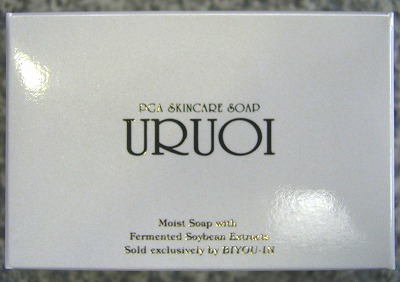 PCA SKINCARE SOAP
URUOI
Moist Soap with
Fermented Soybean Extracts
Sold exclusively by BIYOU-IN